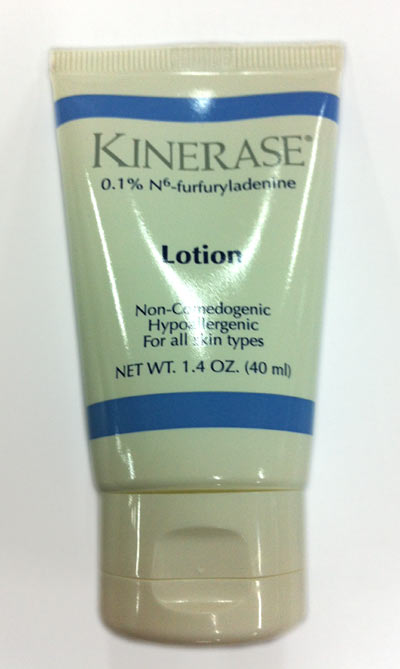 KINERASE®
0.1% N⁶-furfuryladenine
Lotion
Non-Comedogenic
Hypoallergenic
For all skin types
NET WT. 1.4 OZ. (40 ml)